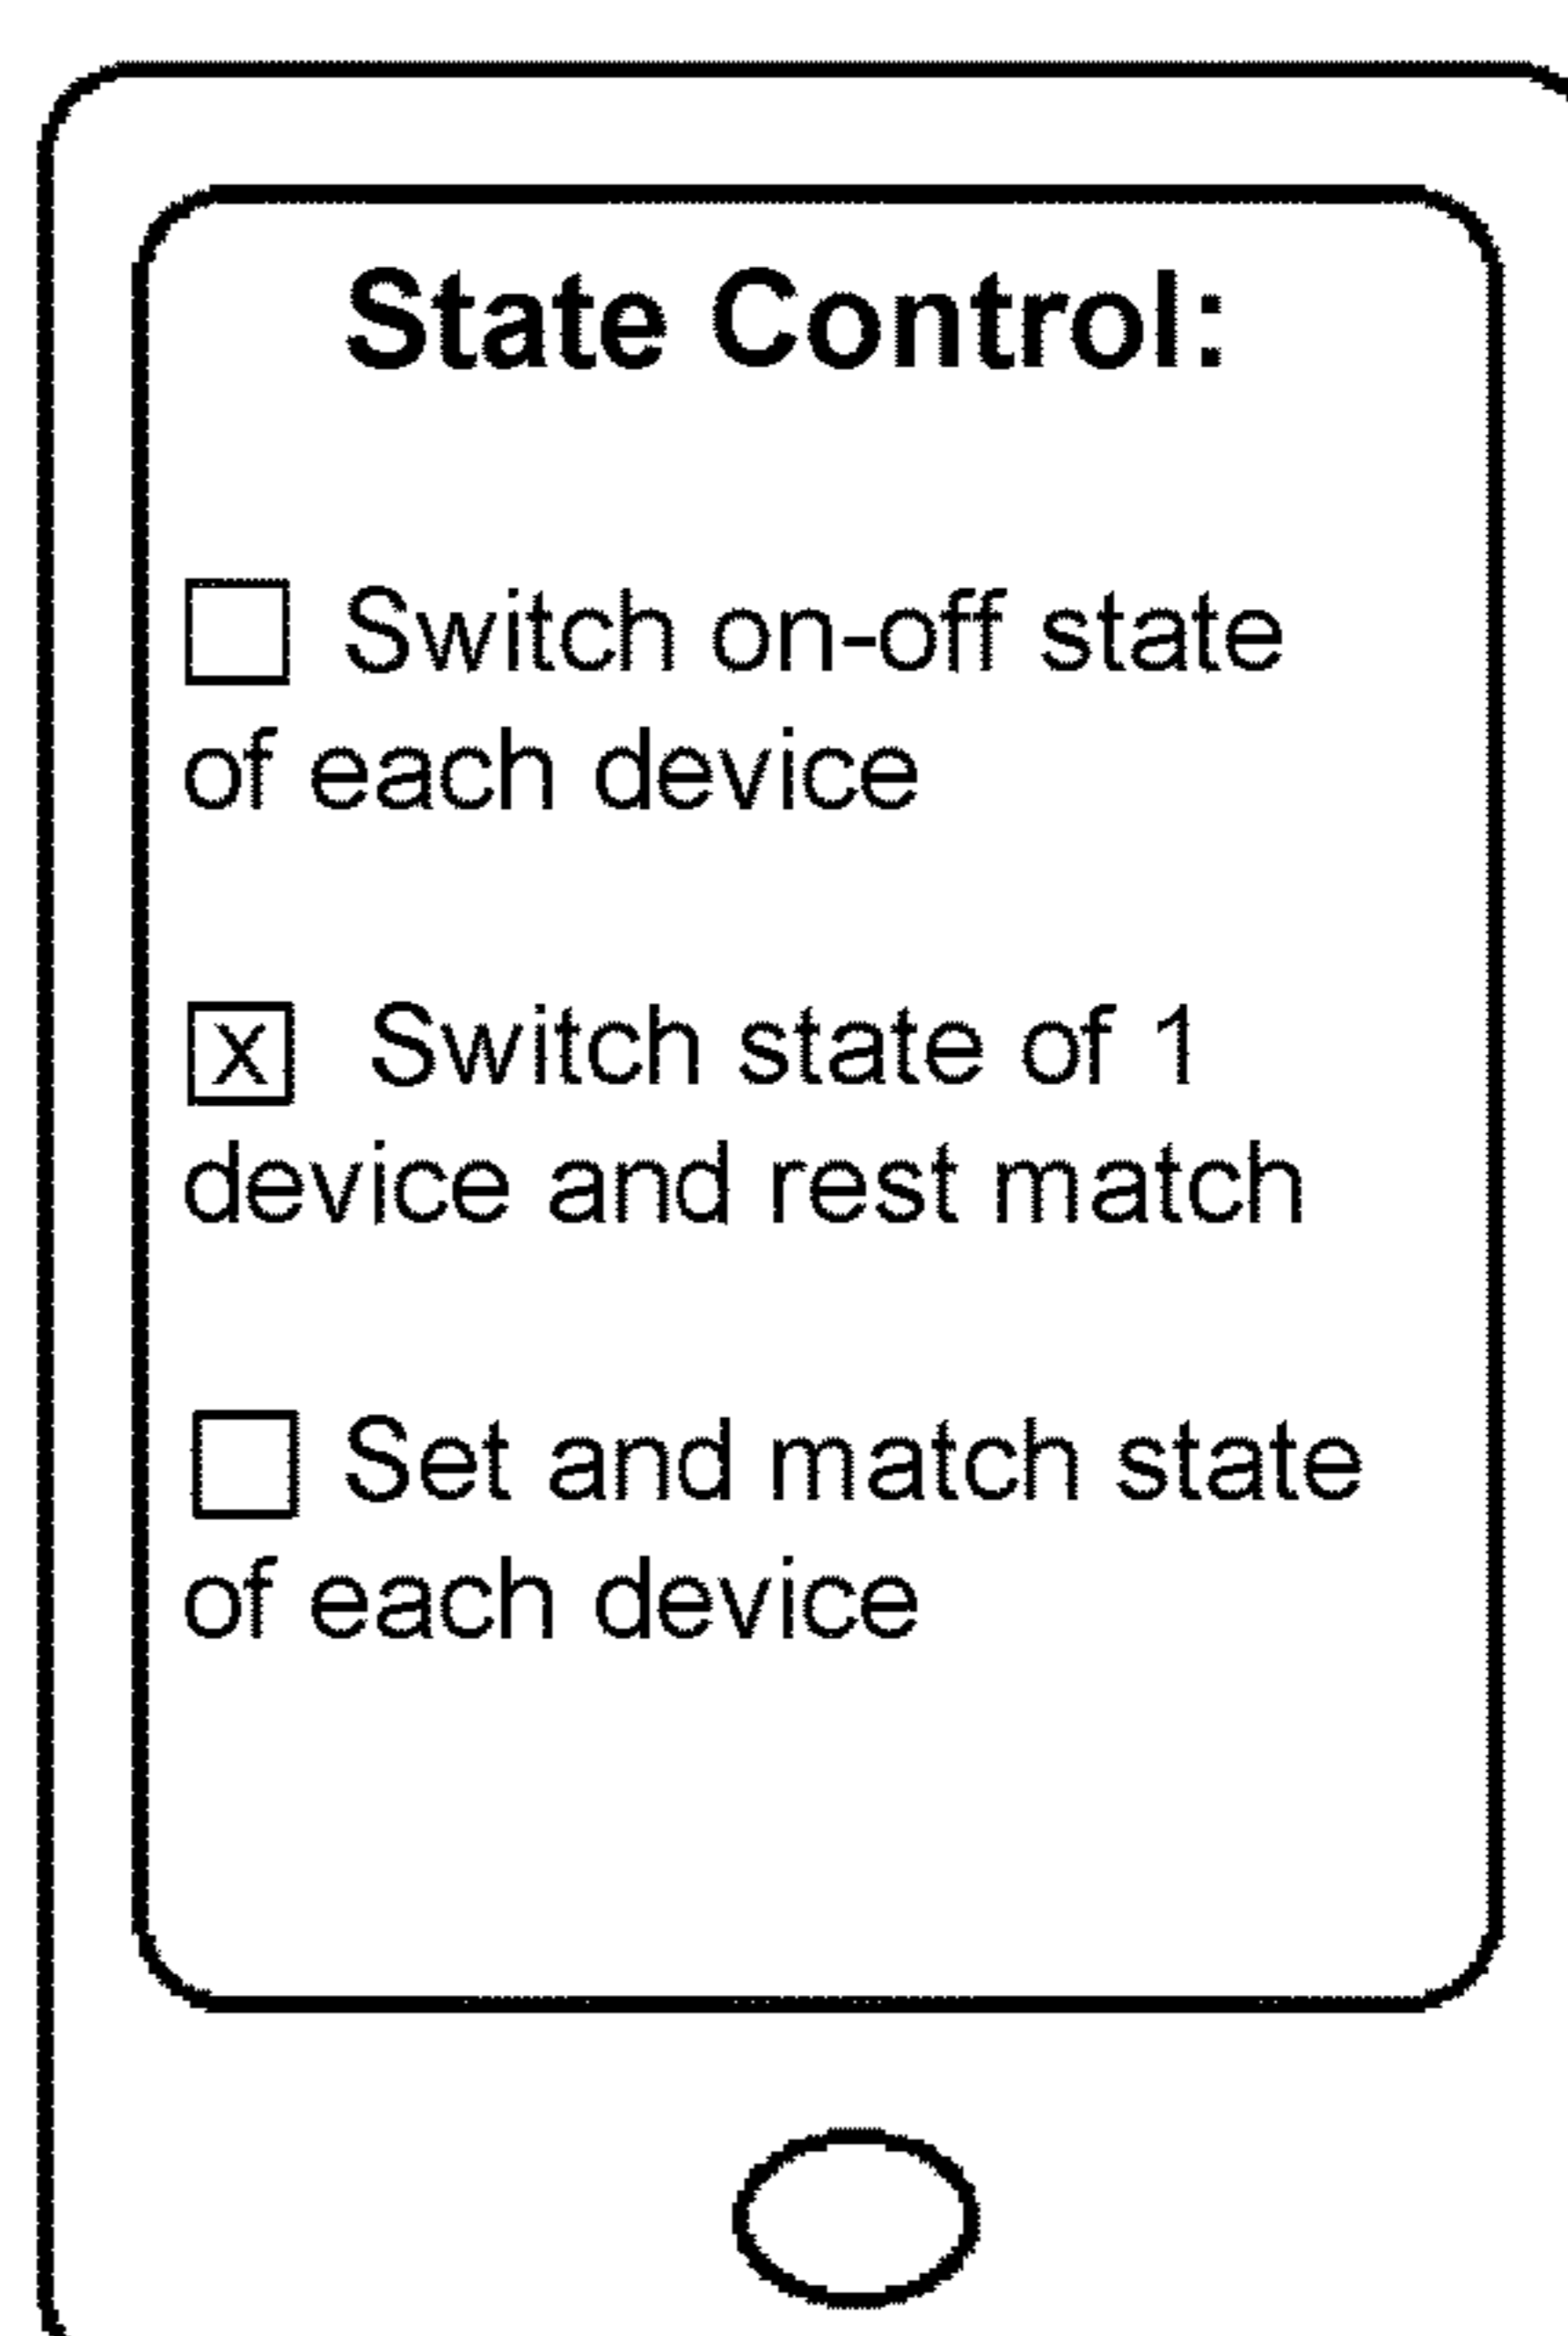 State Control:
Switch on-off state
of each device
X Switch state of 1
device and rest match
Set and match state
of each device